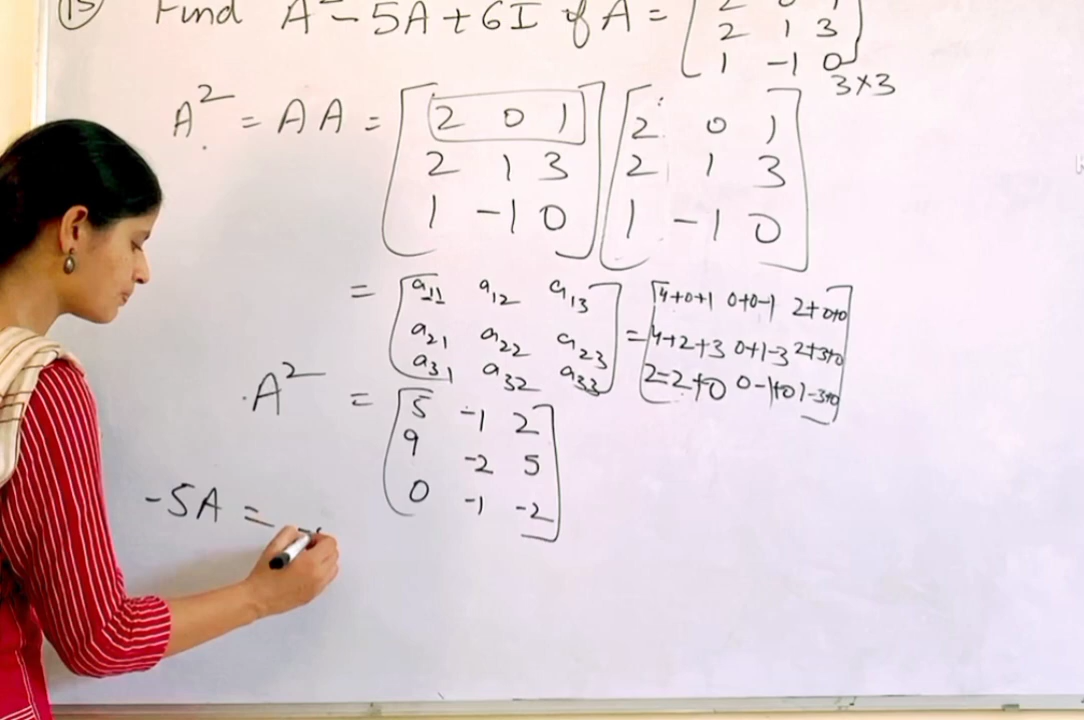 (15) Find A² - 5A + 6I if A = [2 0 1
2 1 3
1 -1 0] 3×3
A² = AA = [2 0 1 [2 0 1
2 1 3 2 1 3
1 -1 0] 1 -1 0]
= [a11 a12 a13 = [4+0+1 0+0-1 2+0+0
a21 a22 a23 4+2+3 0+1-3 2+3+0
a31 a32 a33] 2=2+0 0-1+0 1-3+0]
A² = [5 -1 2
9 -2 5
0 -1 -2]
-5A =